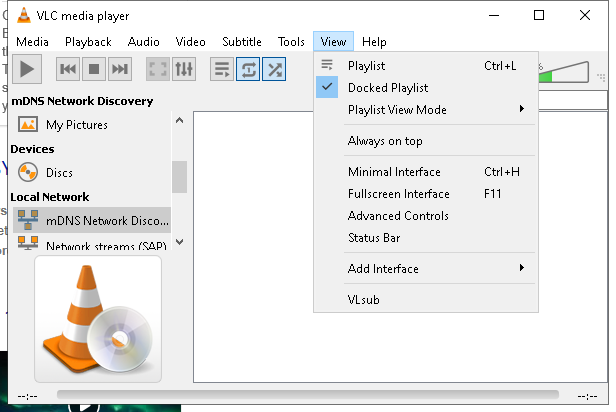 VLC media player
Media Playback Audio Video Subtitle Tools View Help
%
mDNS Network Discovery
My Pictures
Devices
Discs
Local Network
mDNS Network Disco...
Network streams (SAP)
Playlist Ctrl+L
Docked Playlist
Playlist View Mode
Always on top
Minimal Interface Ctrl+H
Fullscreen Interface F11
Advanced Controls
Status Bar
Add Interface
VLsub
--:-- --:--